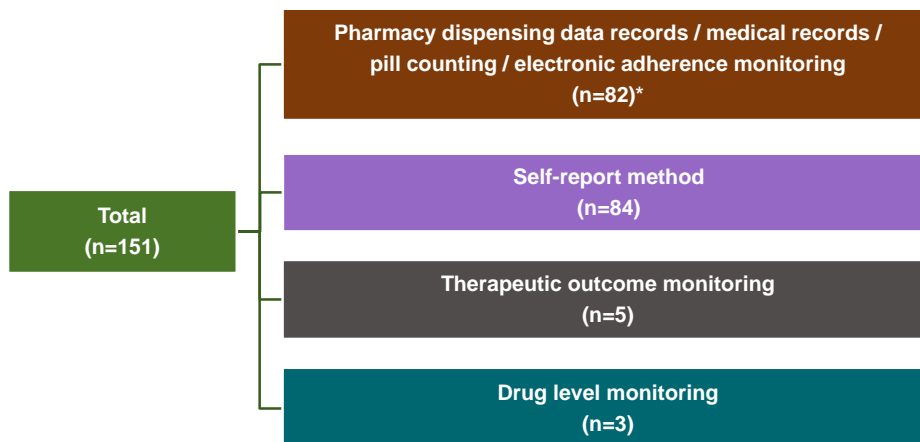 Pharmacy dispensing data records / medical records /
pill counting / electronic adherence monitoring
(n=82)*
Self-report method
(n=84)
Total
(n=151)
Therapeutic outcome monitoring
(n=5)
Drug level monitoring
(n=3)